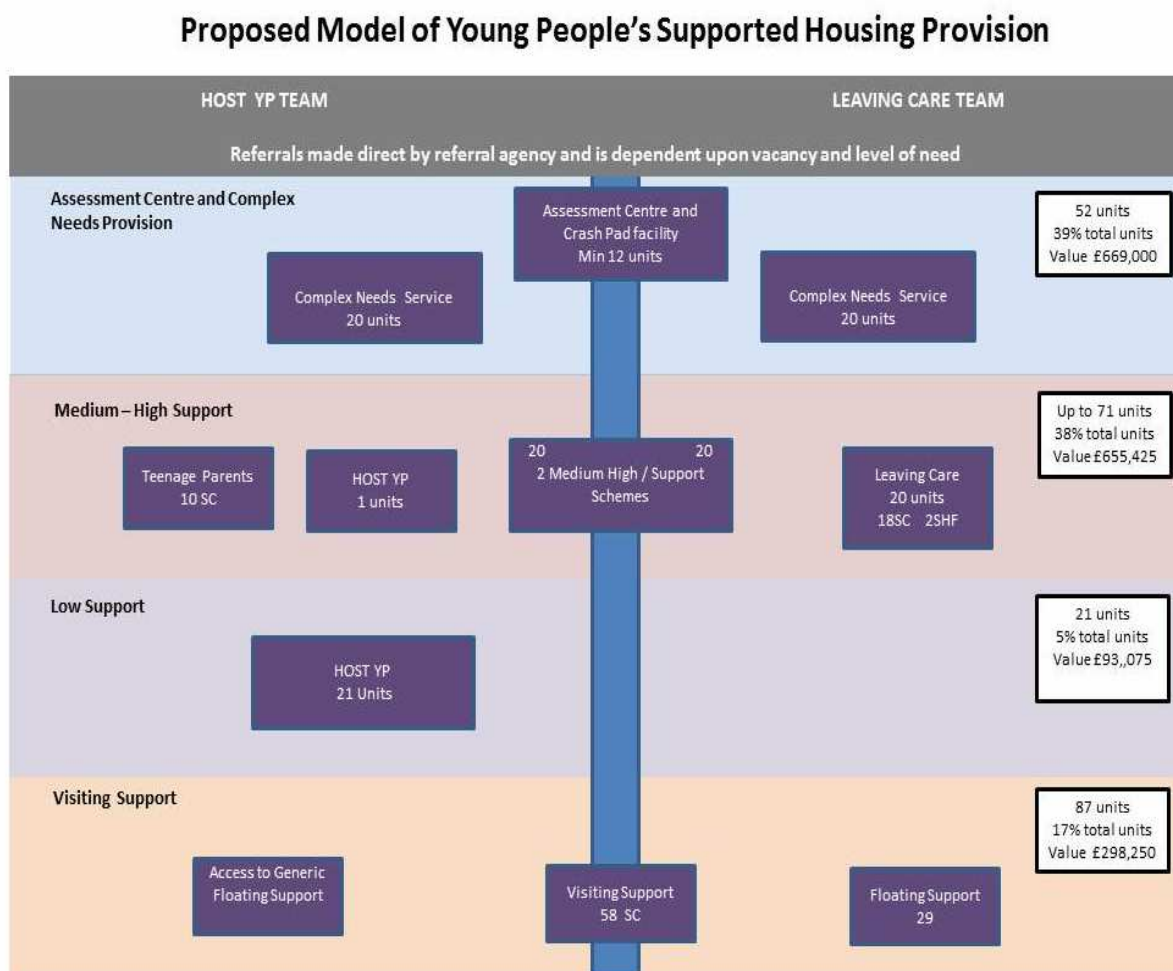 Proposed Model of Young People's Supported Housing Provision
HOST YP TEAM
LEAVING CARE TEAM
Referrals made direct by referral agency and is dependent upon vacancy and level of need
Assessment Centre and Complex
Needs Provision
Assessment Centre and
Crash Pad facility
Min 12 units
Complex Needs Service
20 units
Complex Needs Service
20 units
52 units
39% total units
Value £669,000
Medium – High Support
Teenage Parents
10 SC
HOST YP
1 units
20 20
2 Medium High / Support
Schemes
Leaving Care
20 units
18SC 2SHF
Up to 71 units
38% total units
Value £655,425
Low Support
HOST YP
21 Units
21 units
5% total units
Value £93,,075
Visiting Support
Access to Generic
Floating Support
Visiting Support
58 SC
Floating Support
29
87 units
17% total units
Value £298,250